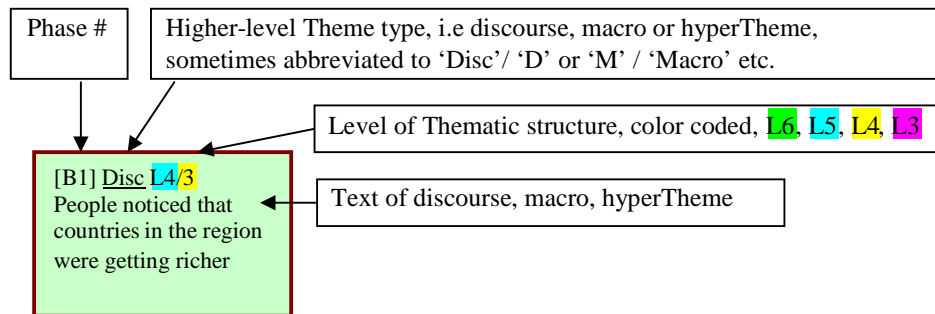 Phase #
Higher-level Theme type, i.e discourse, macro or hyperTheme,
sometimes abbreviated to ‘Disc’/ ‘D’ or ‘M’ / ‘Macro’ etc.
Level of Thematic structure, color coded, L6, L5, L4, L3
[B1] Disc L4/3
People noticed that
countries in the region
were getting richer
Text of discourse, macro, hyperTheme